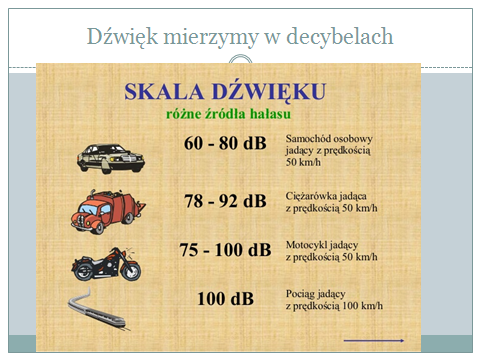 Dźwięk mierzymy w decybelach
SKALA DŹWIĘKU
różne źródła hałasu
60 - 80 dB
Samochód osobowy
jadący z prędkością
50 km/h
78 - 92 dB
Ciężarówka jadąca
z prędkością 50 km/h
75 - 100 dB
Motocykl jadący
z prędkością 50 km/h
100 dB
Pociąg jadący
z prędkością 100 km/h